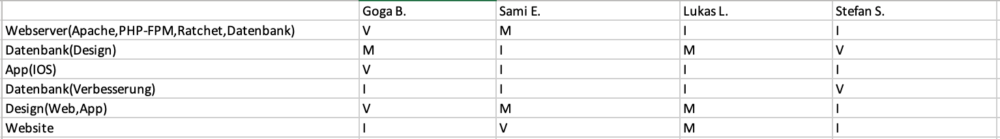 Goga B. Sami E. Lukas L. Stefan S.
Webserver(Apache,PHP-FPM,Ratchet,Datenbank) V M I I
Datenbank(Design) M I M V
App(IOS) V I I I
Datenbank(Verbesserung) I I I V
Design(Web,App) V M M I
Website I V M I